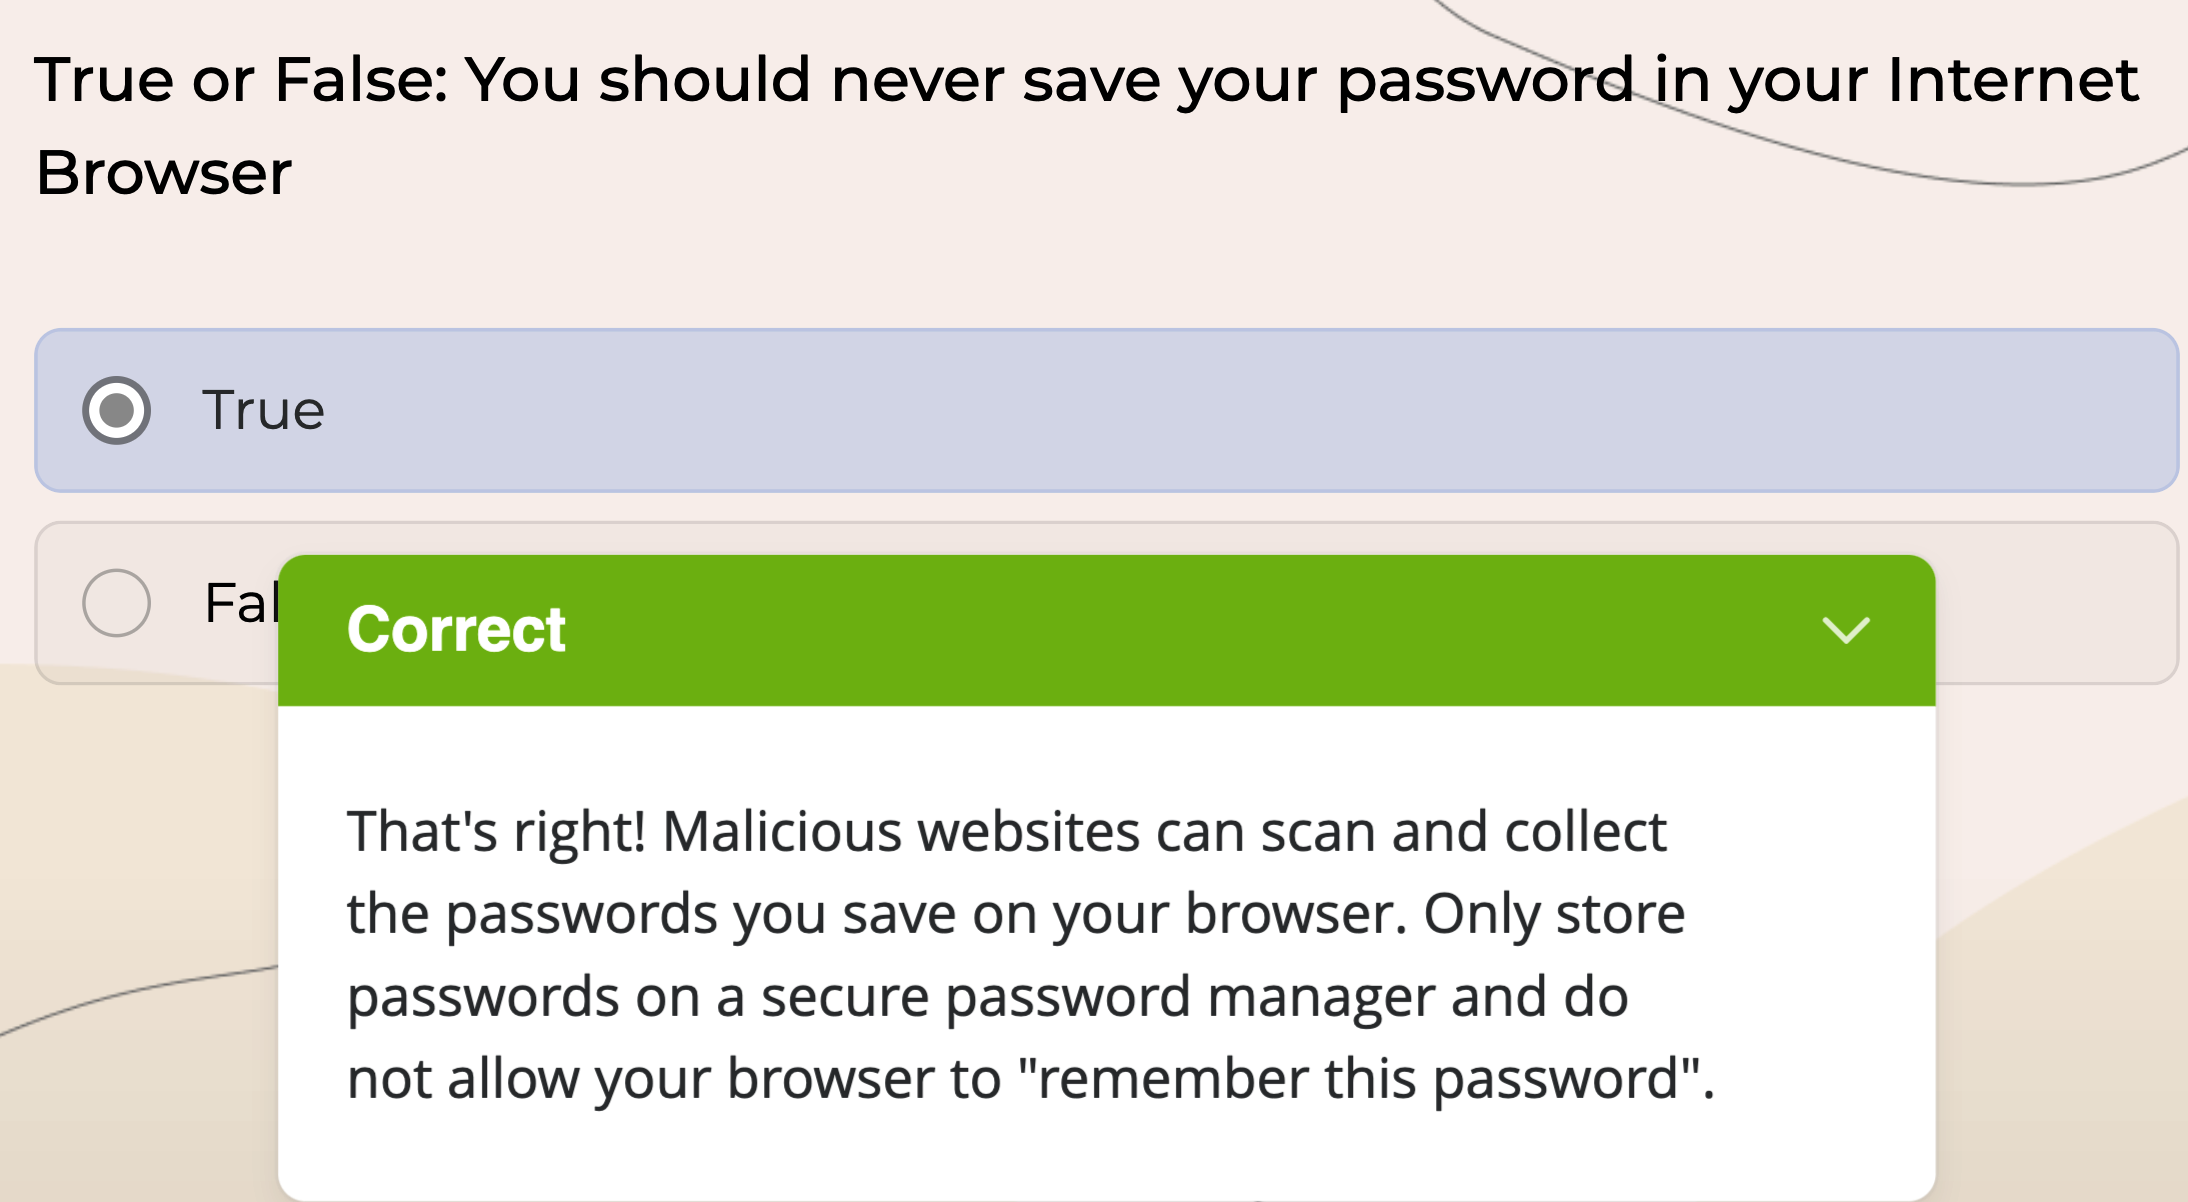 True or False: You should never save your password in your Internet
Browser
True
Fal
Correct
That's right! Malicious websites can scan and collect
the passwords you save on your browser. Only store
passwords on a secure password manager and do
not allow your browser to "remember this password".